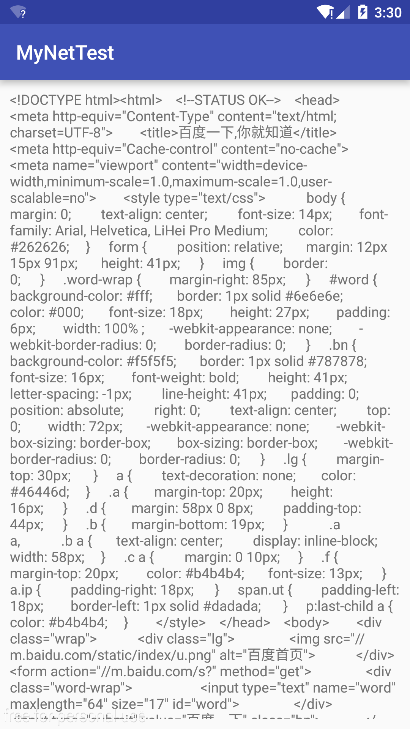 3:30
MyNetTest
<!DOCTYPE html><html> <!--STATUS OK--> <head>
<meta http-equiv="Content-Type" content="text/html;
charset=UTF-8"> <title>百度一下,你就知道</title>
<meta http-equiv="Cache-control" content="no-cache">
<meta name="viewport" content="width=device-
width,minimum-scale=1.0,maximum-scale=1.0,user-
scalable=no"> <style type="text/css"> body {
margin: 0; text-align: center; font-size: 14px; font-
family: Arial, Helvetica, LiHei Pro Medium; color:
#262626; } form { position: relative; margin: 12px
15px 91px; height: 41px; } img { border:
0; } .word-wrap { margin-right: 85px; } #word {
background-color: #fff; border: 1px solid #6e6e6e;
color: #000; font-size: 18px; height: 27px; padding:
6px; width: 100% ; -webkit-appearance: none; -
webkit-border-radius: 0; border-radius: 0; } .bn {
background-color: #f5f5f5; border: 1px solid #787878;
font-size: 16px; font-weight: bold; height: 41px;
letter-spacing: -1px; line-height: 41px; padding: 0;
position: absolute; right: 0; text-align: center; top:
0; width: 72px; -webkit-appearance: none; -webkit-
box-sizing: border-box; box-sizing: border-box; -webkit-
border-radius: 0; border-radius: 0; } .lg { margin-
top: 30px; } a { text-decoration: none; color:
#46446d; } .a { margin-top: 20px; height:
16px; } .d { margin: 58px 0 8px; padding-top:
44px; } .b { margin-bottom: 19px; } .a
a, .b a { text-align: center; display: inline-block;
width: 58px; } .c a { margin: 0 10px; } .f {
margin-top: 20px; color: #b4b4b4; font-size: 13px; }
a.ip { padding-right: 18px; } span.ut { padding-left:
18px; border-left: 1px solid #dadada; } p:last-child a {
color: #b4b4b4; } </style> </head> <body> <div
class="wrap"> <div class="lg"> <img src="//
m.baidu.com/static/index/u.png" alt="百度首页"> </div>
<form action="//m.baidu.com/s?" method="get"> <div
class="word-wrap"> <input type="text" name="word"
maxlength="64" size="17" id="word"> </div>